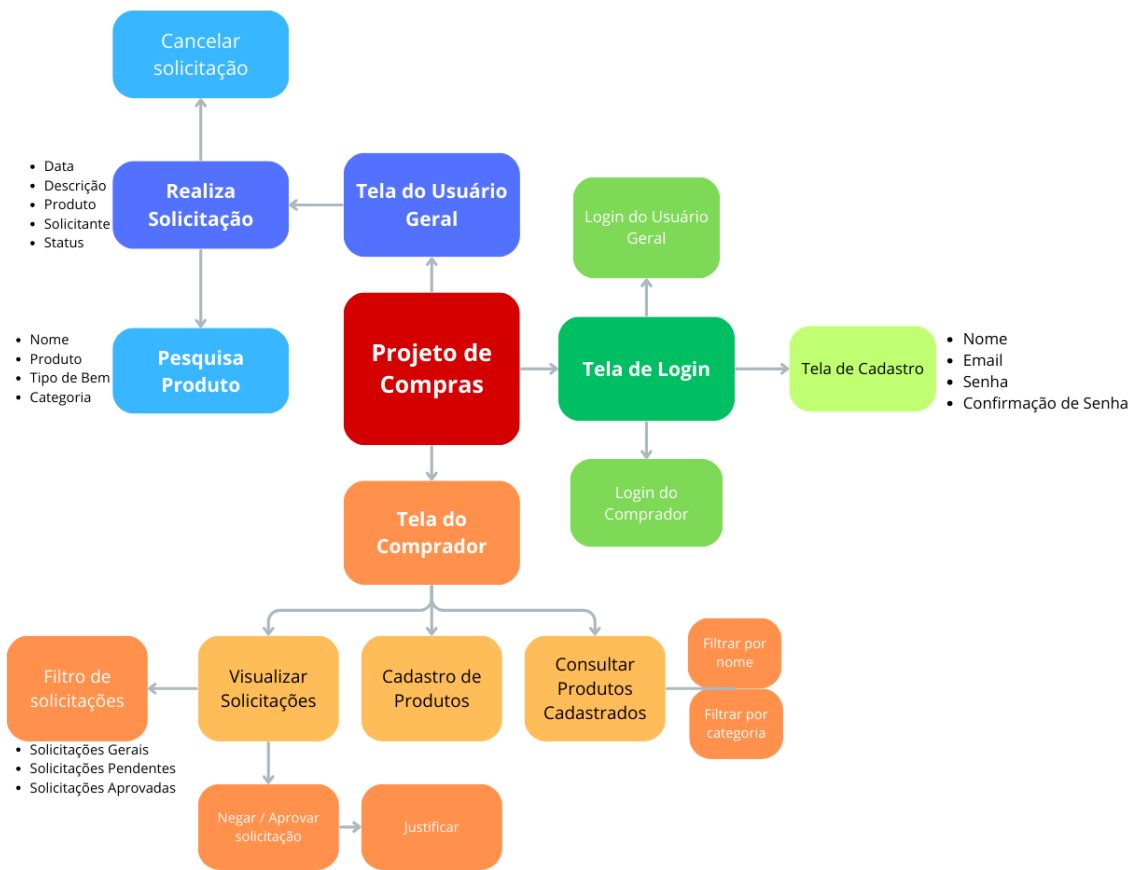 Cancelar
solicitação
Data
Descrição
Produto
Solicitante
Status
Realiza
Solicitação
Tela do Usuário
Geral
Login do Usuário
Geral
Nome
Produto
Tipo de Bem
Categoria
Pesquisa
Produto
Projeto de
Compras
Tela de Login
Tela de Cadastro
Nome
Email
Senha
Confirmação de Senha
Tela do
Comprador
Login do
Comprador
Filtro de
solicitações
Solicitações Gerais
Solicitações Pendentes
Solicitações Aprovadas
Visualizar
Solicitações
Cadastro de
Produtos
Consultar
Produtos
Cadastrados
Filtrar por
nome
Filtrar por
categoria
Negar / Aprovar
solicitação
Justificar